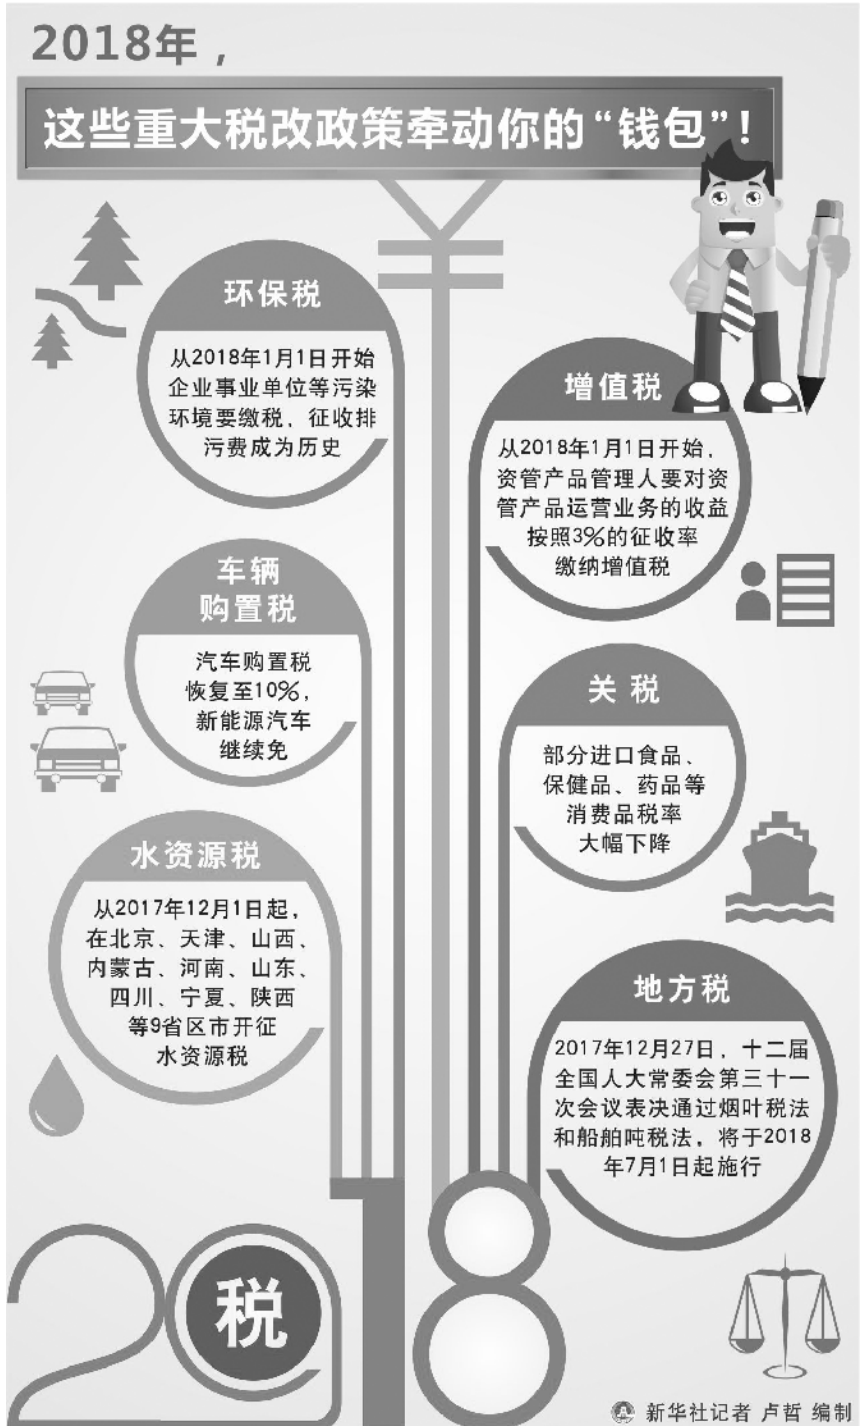 2018年，
这些重大税改政策牵动你的“钱包”！
环保税
从2018年1月1日开始
企业事业单位等污染
环境要缴税，征收排
污费成为历史
增值税
从2018年1月1日开始，
资管产品管理人要对资
管产品运营业务的收益
按照3%的征收率
缴纳增值税
车辆
购置税
汽车购置税
恢复至10%，
新能源汽车
继续免
关 税
部分进口食品、
保健品、药品等
消费品税率
大幅下降
水资源税
从2017年12月1日起，
在北京、天津、山西、
内蒙古、河南、山东、
四川、宁夏、陕西
等9省区市开征
水资源税
地方税
2017年12月27日，十二届
全国人大常委会第三十一
次会议表决通过烟叶税法
和船舶吨税法，将于2018
年7月1日起施行
2018
税
新华社记者 卢哲 编制